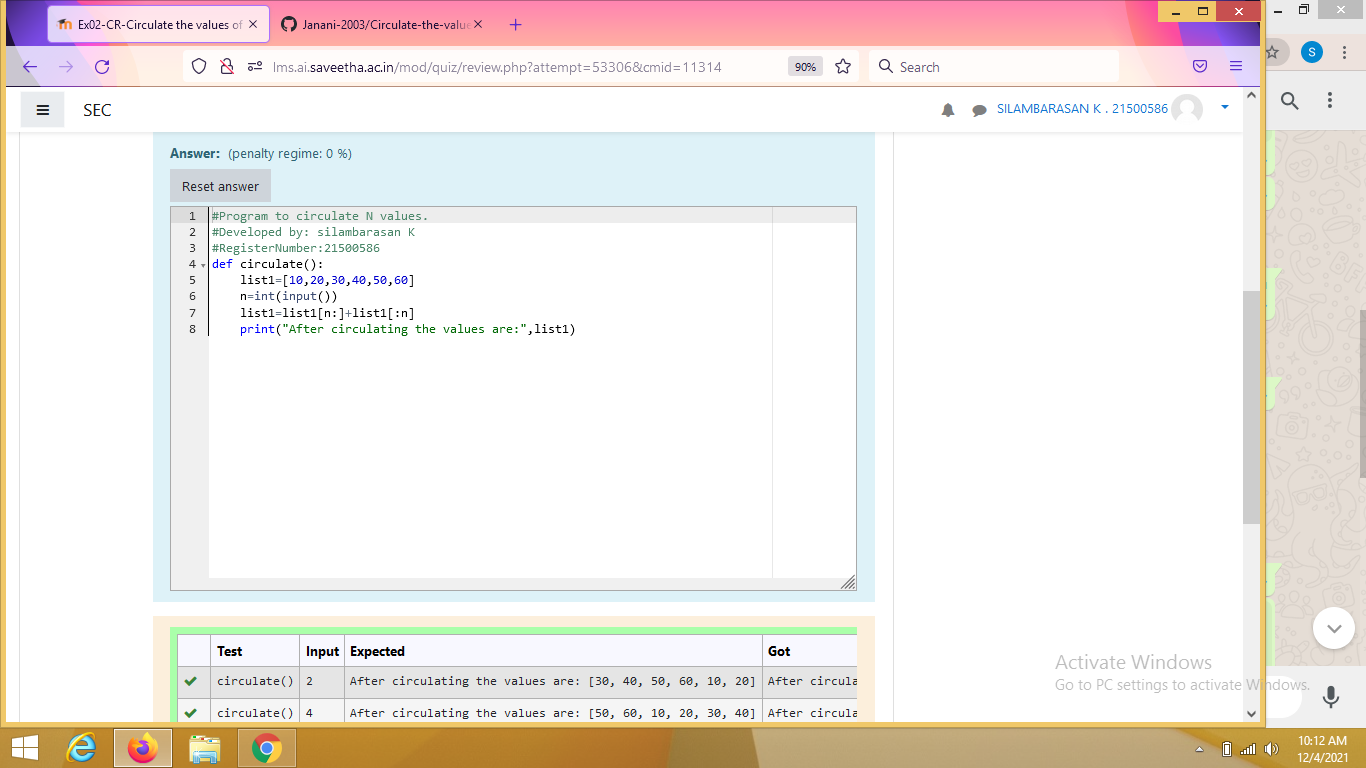 Ex02-CR-Circulate the values of
Janani-2003/Circulate-the-value
lms.ai.saveetha.ac.in/mod/quiz/review.php?attempt=53306&cmid=11314
90%
Search
S
SEC
SILAMBARASAN K . 21500586
Answer: (penalty regime: 0 %)
Reset answer
1 #Program to circulate N values.
2 #Developed by: silambarasan K
3 #RegisterNumber:21500586
4 def circulate():
5 list1=[10,20,30,40,50,60]
6 n=int(input())
7 list1=list1[n:]+list1[:n]
8 print("After circulating the values are:",list1)
Test Input Expected Got
circulate() 2 After circulating the values are: [30, 40, 50, 60, 10, 20] After circula
circulate() 4 After circulating the values are: [50, 60, 10, 20, 30, 40] After circula
Activate Windows
Go to PC settings to activate Windows.
10:12 AM
12/4/2021